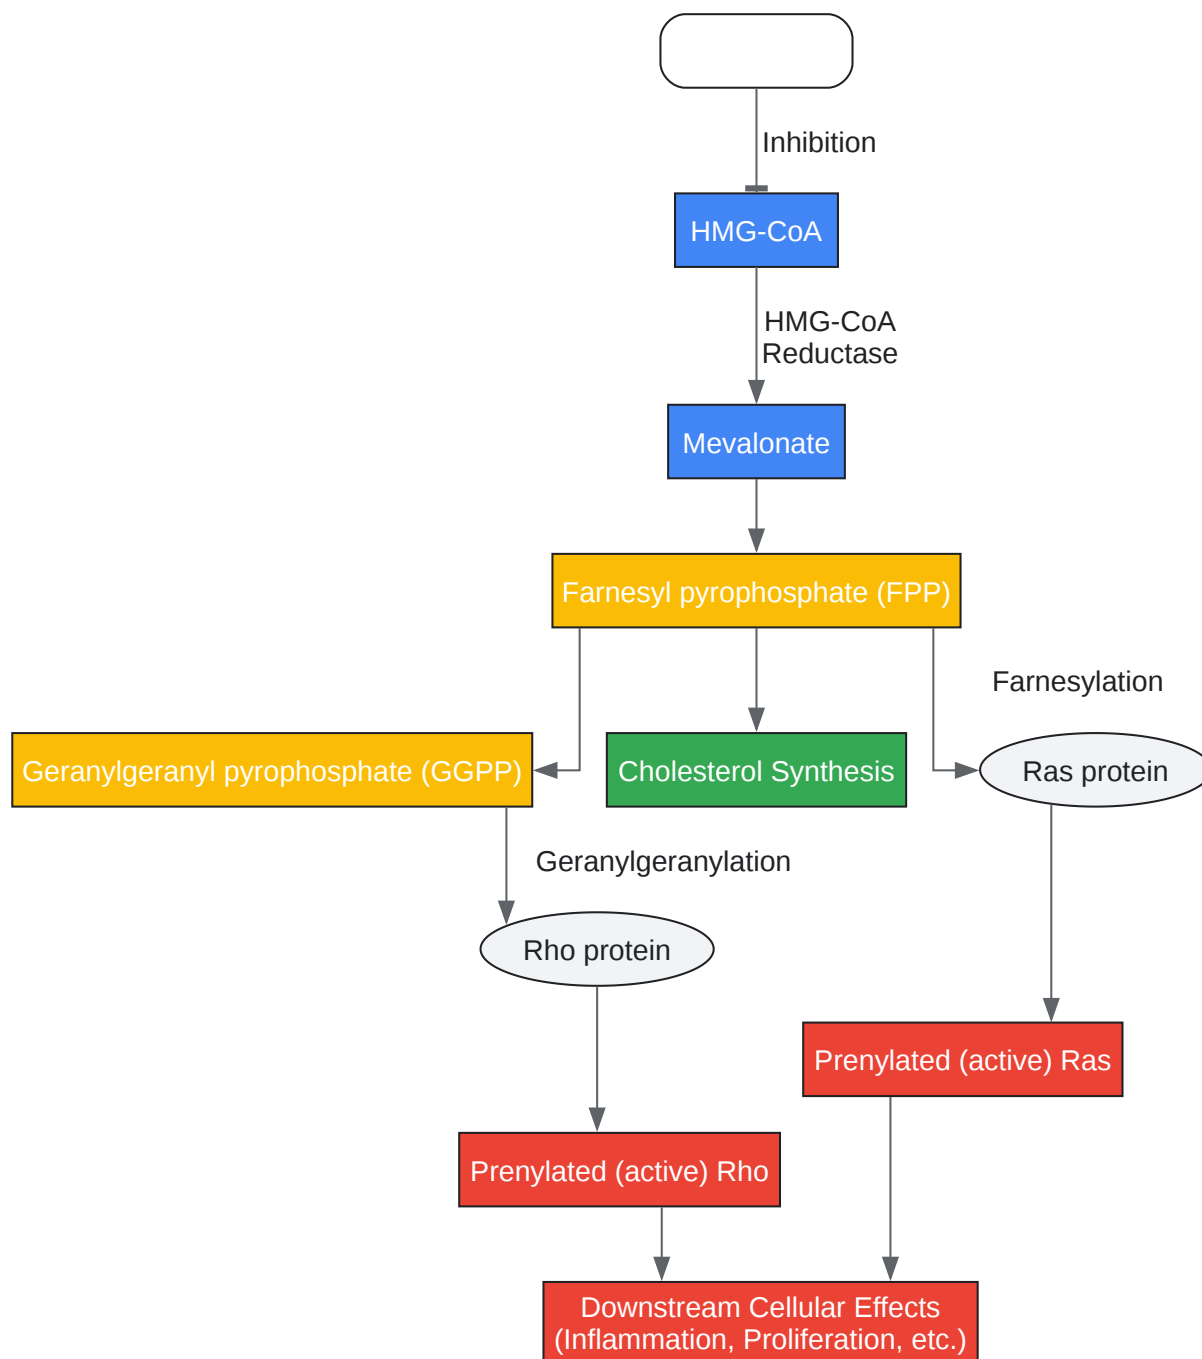 Inhibition
HMG-CoA
HMG-CoA
Reductase
Mevalonate
Farnesyl pyrophosphate (FPP)
Farnesylation
Geranylgeranyl pyrophosphate (GGPP)
Cholesterol Synthesis
Ras protein
Geranylgeranylation
Rho protein
Prenylated (active) Ras
Prenylated (active) Rho
Downstream Cellular Effects
(Inflammation, Proliferation, etc.)